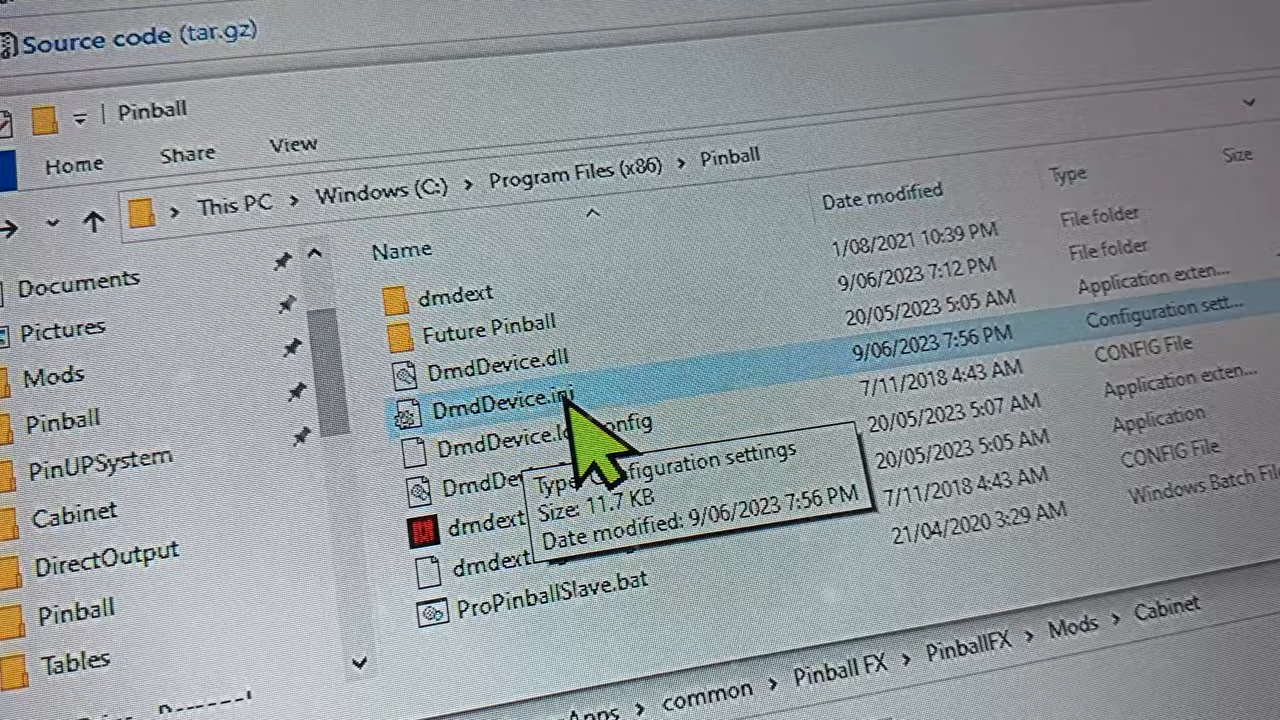 Source code (tar.gz)
Pinball
Home Share View
This PC > Windows (C:) > Program Files (x86) > Pinball
Name Date modified Type Size
Documents
Pictures
Mods
Pinball
PinUPSystem
Cabinet
DirectOutput
Pinball
Tables
dmdext 1/08/2021 10:39 PM File folder
Future Pinball 9/06/2023 7:12 PM File folder
DmdDevice.dll 20/05/2023 5:05 AM Application exten...
DmdDevice.ini 9/06/2023 7:56 PM Configuration sett...
DmdDevice. 7/11/2018 4:43 AM CONFIG File
20/05/2023 5:07 AM Application exten...
dmdext 20/05/2023 5:05 AM Application
dmdext 7/11/2018 4:43 AM CONFIG File
ProPinballSlave.bat 21/04/2020 3:29 AM Windows Batch
Configuration settings
Size: 11.7 KB
Date modified: 9/06/2023 7:56 PM
> common > Pinball FX > PinballFX > Mods > Cabinet